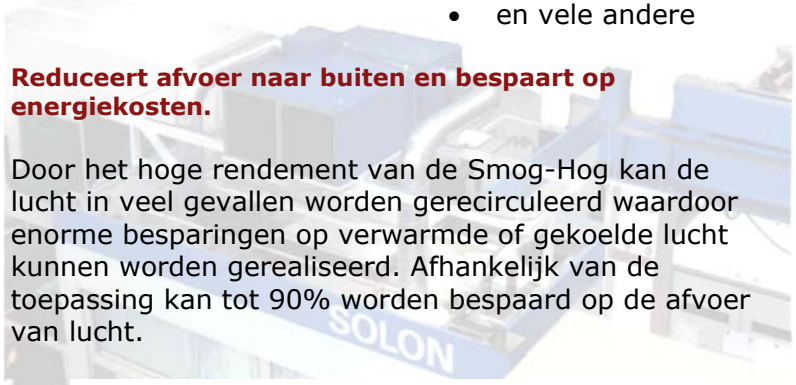 • en vele andere
Reduceert afvoer naar buiten en bespaart op
energiekosten.
Door het hoge rendement van de Smog-Hog kan de
lucht in veel gevallen worden gerecirculeerd waardoor
enorme besparingen op verwarmde of gekoelde lucht
kunnen worden gerealiseerd. Afhankelijk van de
toepassing kan tot 90% worden bespaard op de afvoer
van lucht.
SOLON